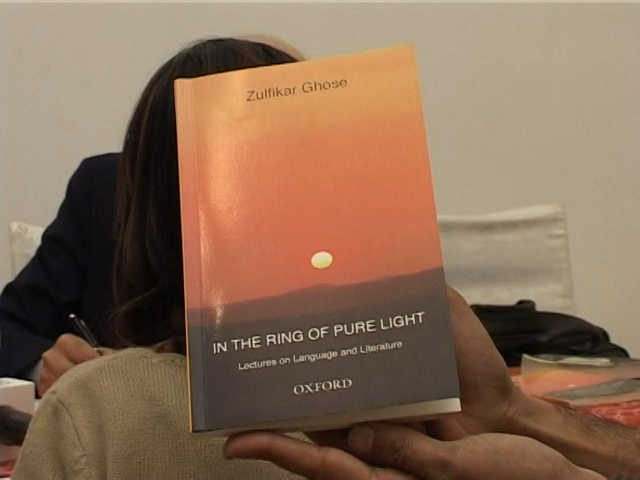 Zulfikar Ghose
IN THE RING OF PURE LIGHT
Lectures on Language and Literature
OXFORD